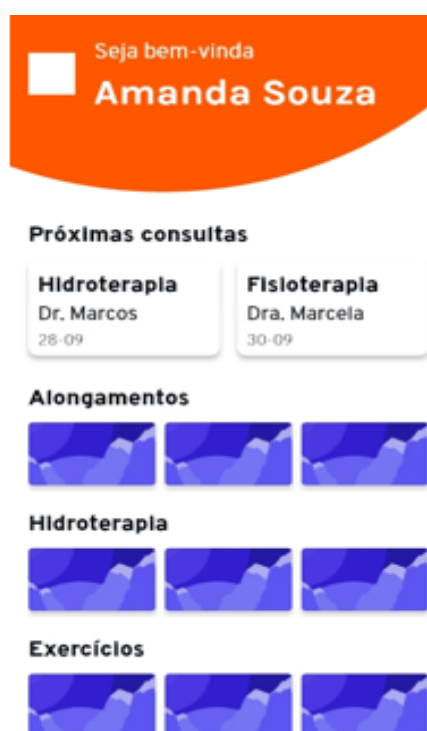 Seja bem-vinda
Amanda Souza
Próximas consultas
Hidroterapia
Dr. Marcos
28-09
Fisioterapia
Dra. Marcela
30-09
Alongamentos
Hidroterapia
Exercícios